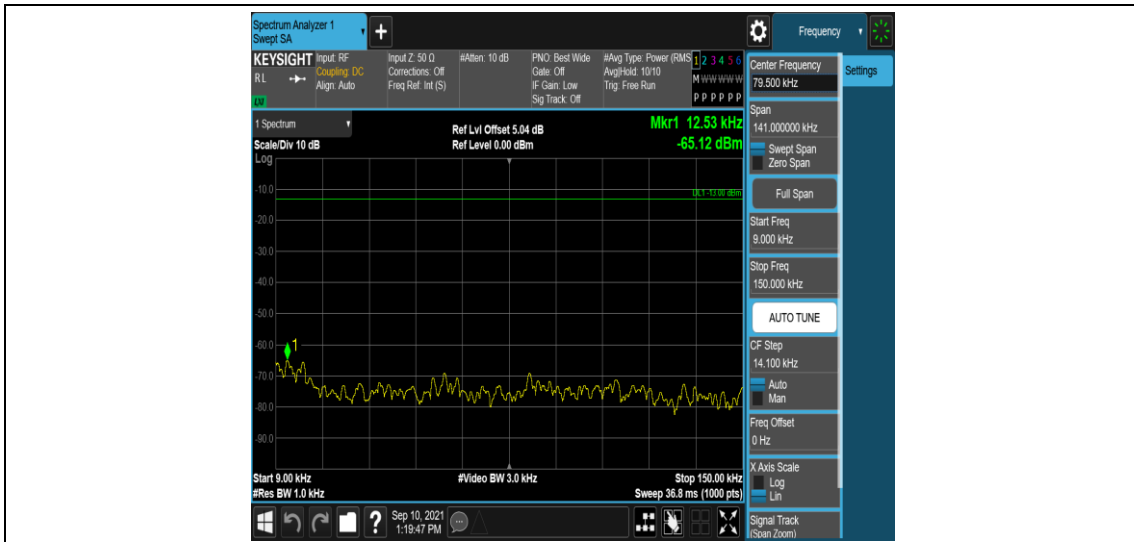 Spectrum Analyzer 1
Swept SA
+
Frequency
KEYSIGHT
RL
LXI
Input: RF
Coupling: DC
Align: Auto
Input Z: 50 Ω
Corrections: Off
Freq Ref: Int (S)
#Atten: 10 dB
PNO: Best Wide
Gate: Off
IF Gain: Low
Sig Track: Off
#Avg Type: Power (RMS
Avg|Hold: 10/10
Trig: Free Run
1 2 3 4 5 6
M W W W W W
P P P P P P
Settings
1 Spectrum
Scale/Div 10 dB
Ref Lvl Offset 5.04 dB
Ref Level 0.00 dBm
Mkr1 12.53 kHz
-65.12 dBm
Log
DL1 -13.00 dBm
-10.0
-20.0
-30.0
-40.0
-50.0
-60.0
-70.0
-80.0
-90.0
1
Start 9.00 kHz
#Res BW 1.0 kHz
#Video BW 3.0 kHz
Stop 150.00 kHz
Sweep 36.8 ms (1000 pts)
Center Frequency
79.500 kHz
Span
141.000000 kHz
Swept Span
Zero Span
Full Span
Start Freq
9.000 kHz
Stop Freq
150.000 kHz
AUTO TUNE
CF Step
14.100 kHz
Auto
Man
Freq Offset
0 Hz
X Axis Scale
Log
Lin
Signal Track
(Span Zoom)
?
Sep 10, 2021
1:19:47 PM